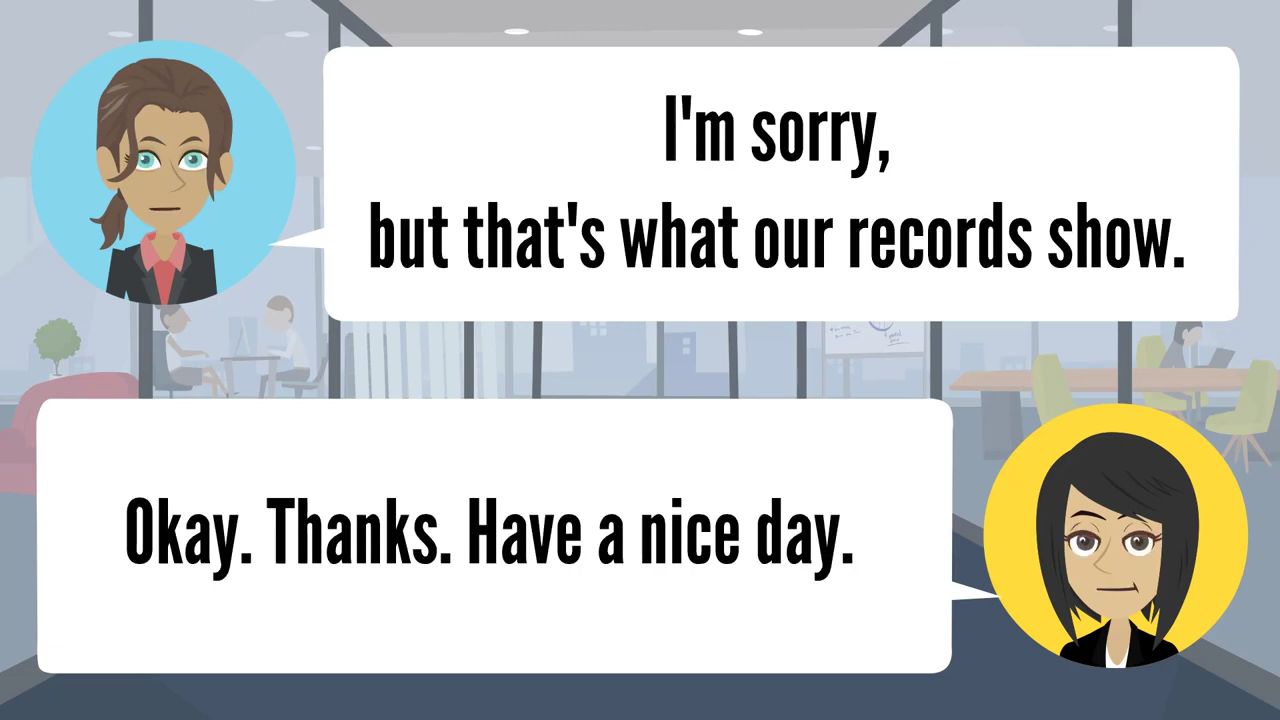 I'm sorry,
but that's what our records show.
Okay. Thanks. Have a nice day.